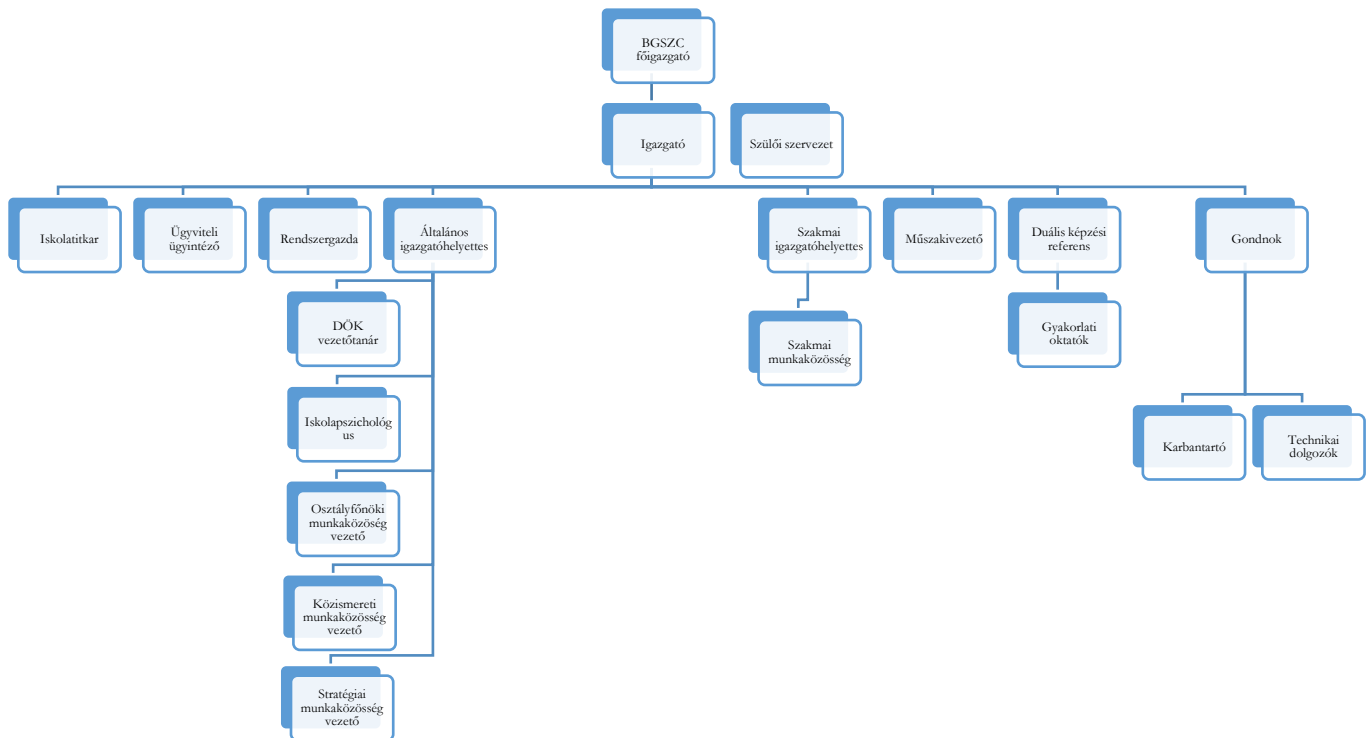 BGSZC
főigazgató
Igazgató
Szülői szervezet
Iskolatitkar
Ügyviteli
ügyintéző
Rendszergazda
Általános
igazgatóhelyettes
Szakmai
igazgatóhelyettes
Műszakivezető
Duális képzési
referens
Gondnok
DÖK
vezetőtanár
Szakmai
munkaközösség
Gyakorlati
oktatók
Iskolapszichológ
us
Karbantartó
Technikai
dolgozók
Osztályfőnöki
munkaközöség
vezető
Közismereti
munkaközösség
vezető
Stratégiai
munkaközösség
vezető